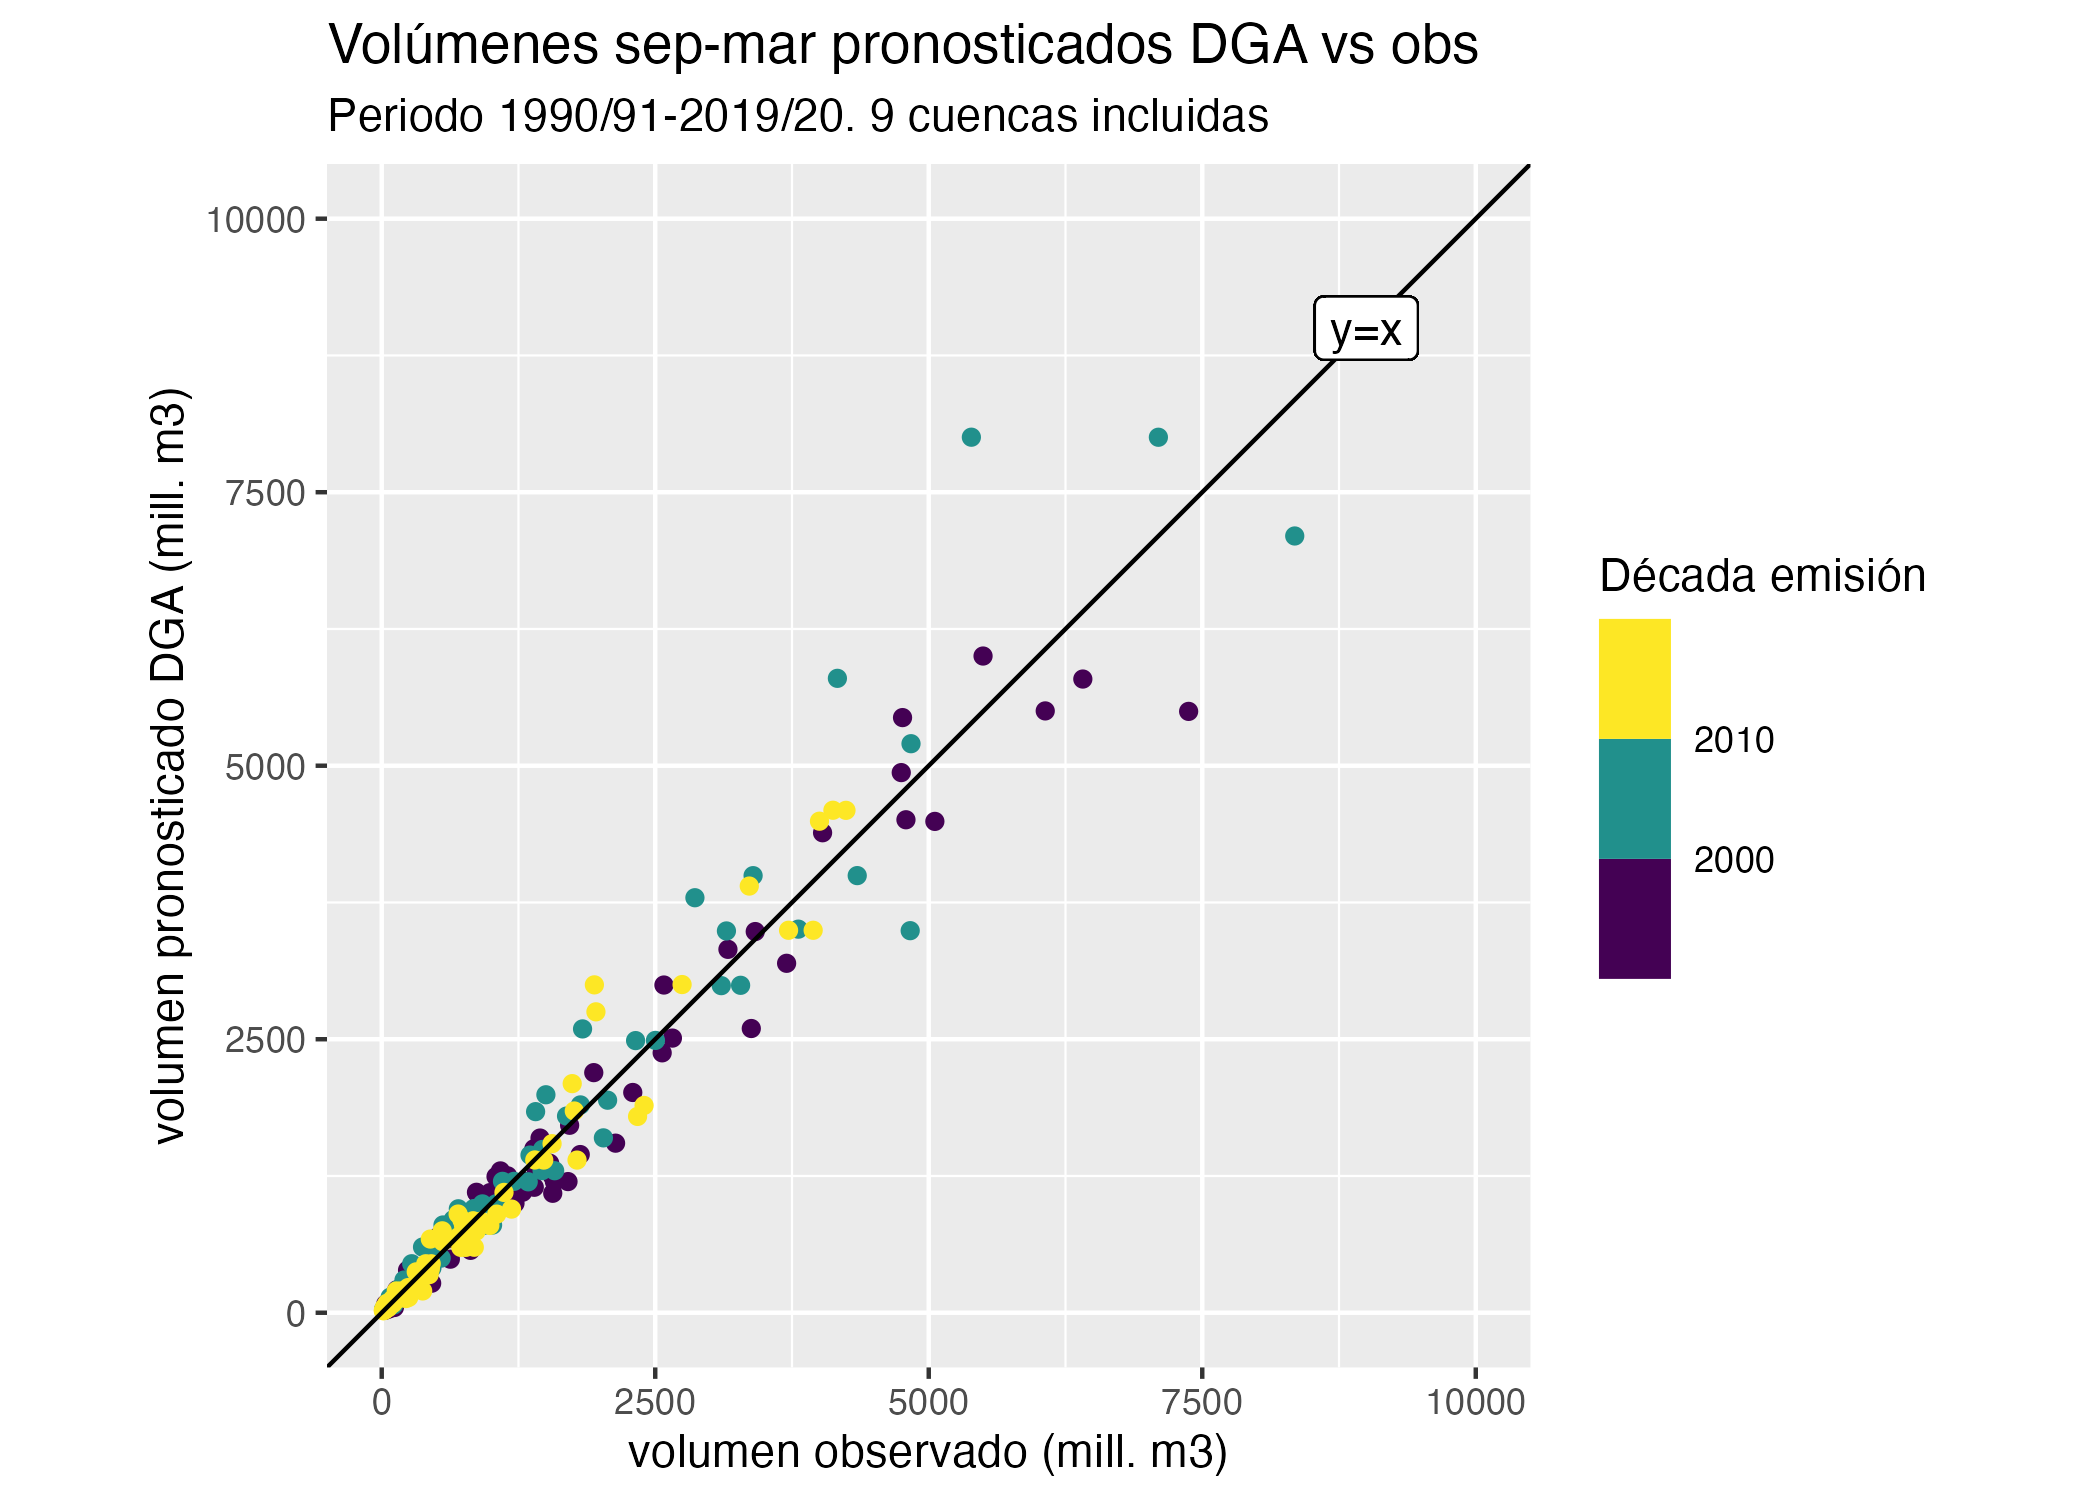 Volúmenes sep-mar pronosticados DGA vs obs
Periodo 1990/91-2019/20. 9 cuencas incluidas
volumen pronosticado DGA (mill. m3)
10000
7500
5000
2500
0
y=x
0 2500 5000 7500 10000
volumen observado (mill. m3)
Década emisión
2010
2000